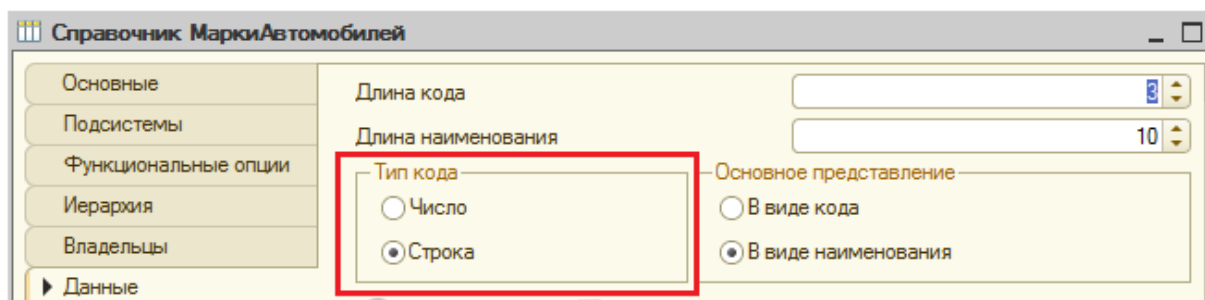 Справочник МаркиАвтомобилей
Основные
Подсистемы
Функциональные опции
Иерархия
Владельцы
Данные
Длина кода 3
Длина наименования 10
Тип кода
Число
Строка
Основное представление
В виде кода
В виде наименования